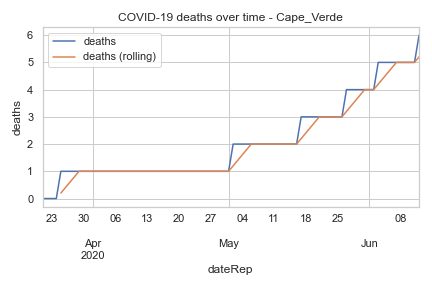 COVID-19 deaths over time - Cape_Verde
deaths
deaths (rolling)
deaths
6
5
4
3
2
1
0
23 30 06 13 20 27 04 11 18 25 08
Apr May Jun
2020
dateRep